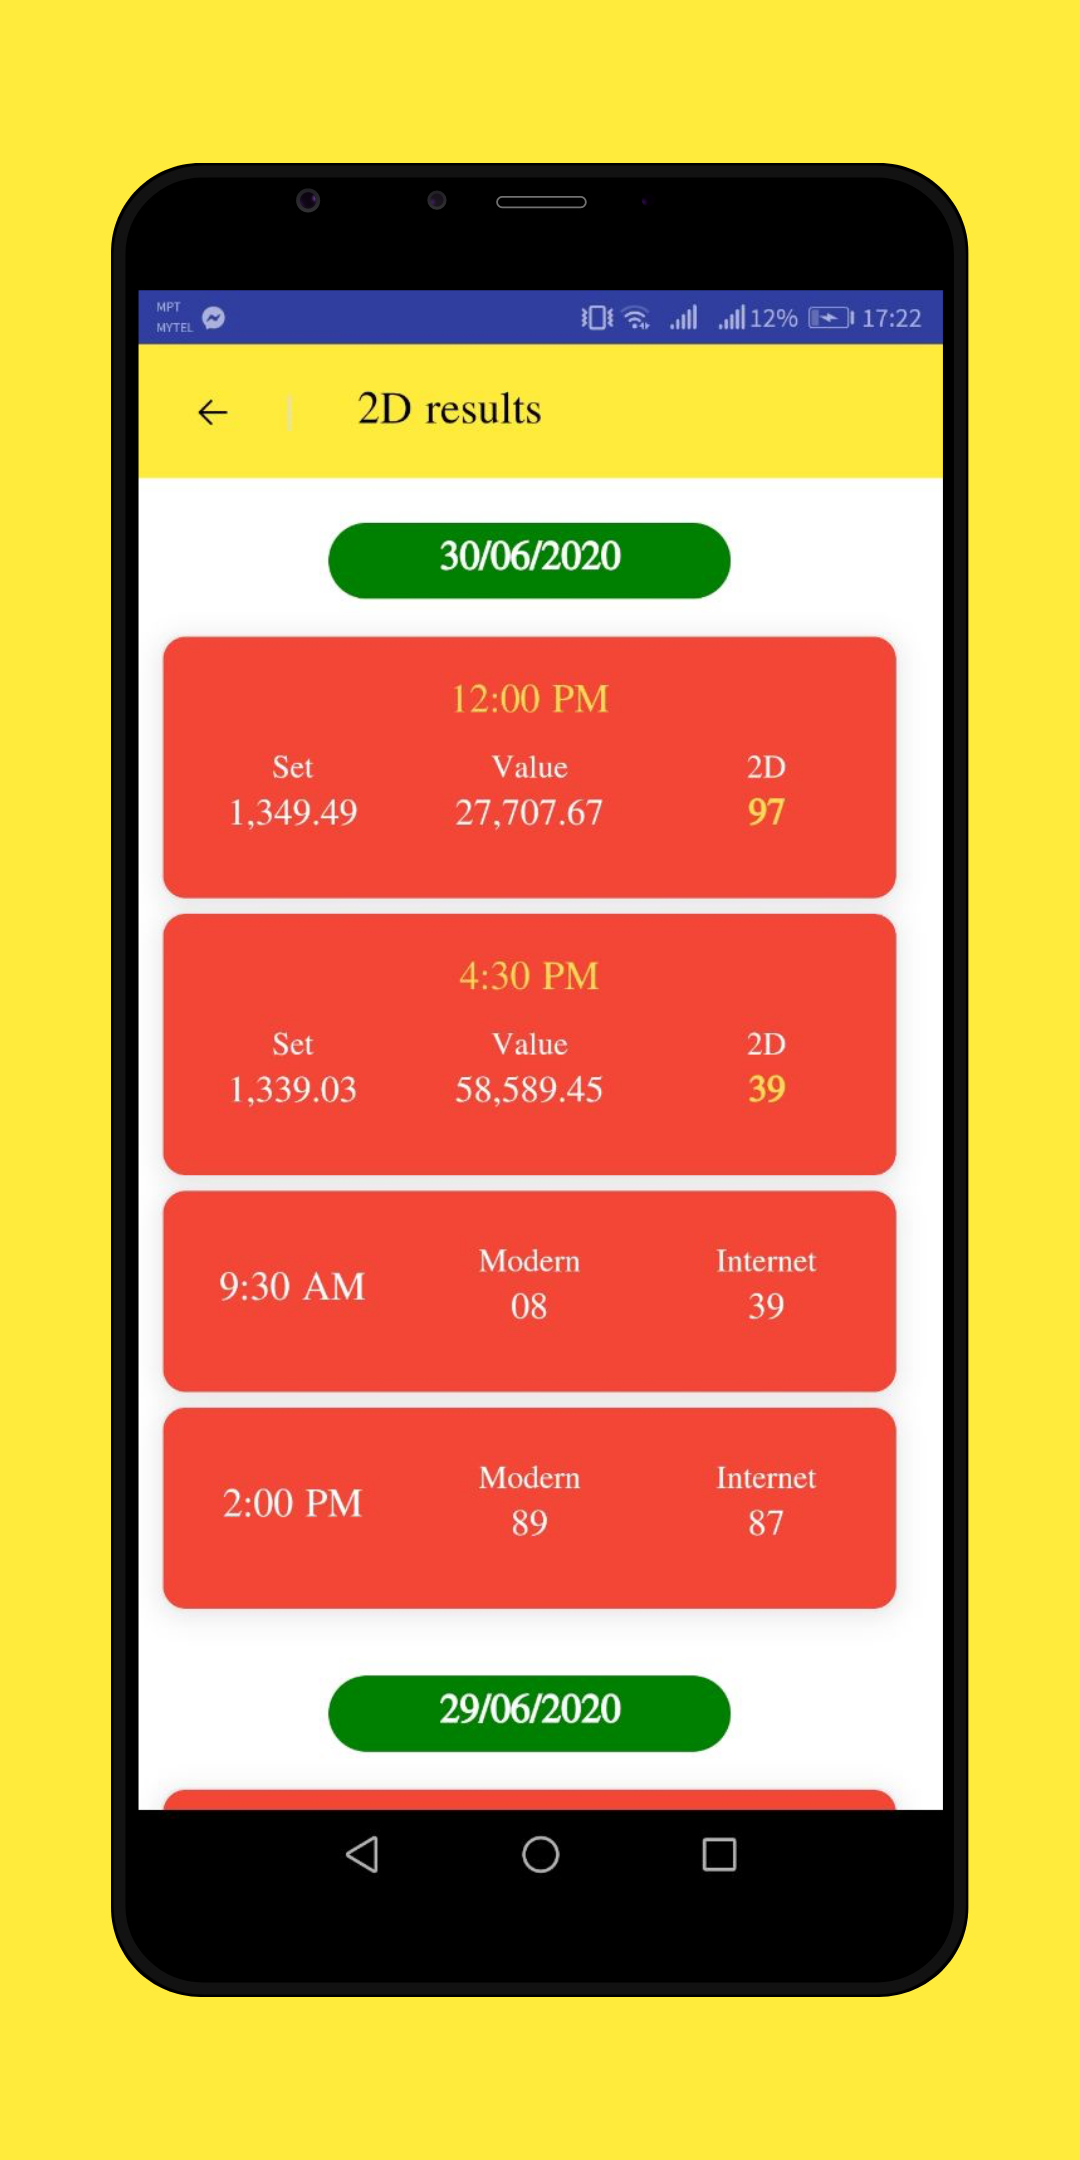 MPT
MYTEL
12% 17:22
2D results
30/06/2020
12:00 PM
Set Value 2D
1,349.49 27,707.67 97
4:30 PM
Set Value 2D
1,339.03 58,589.45 39
9:30 AM
Modern Internet
08 39
2:00 PM
Modern Internet
89 87
29/06/2020